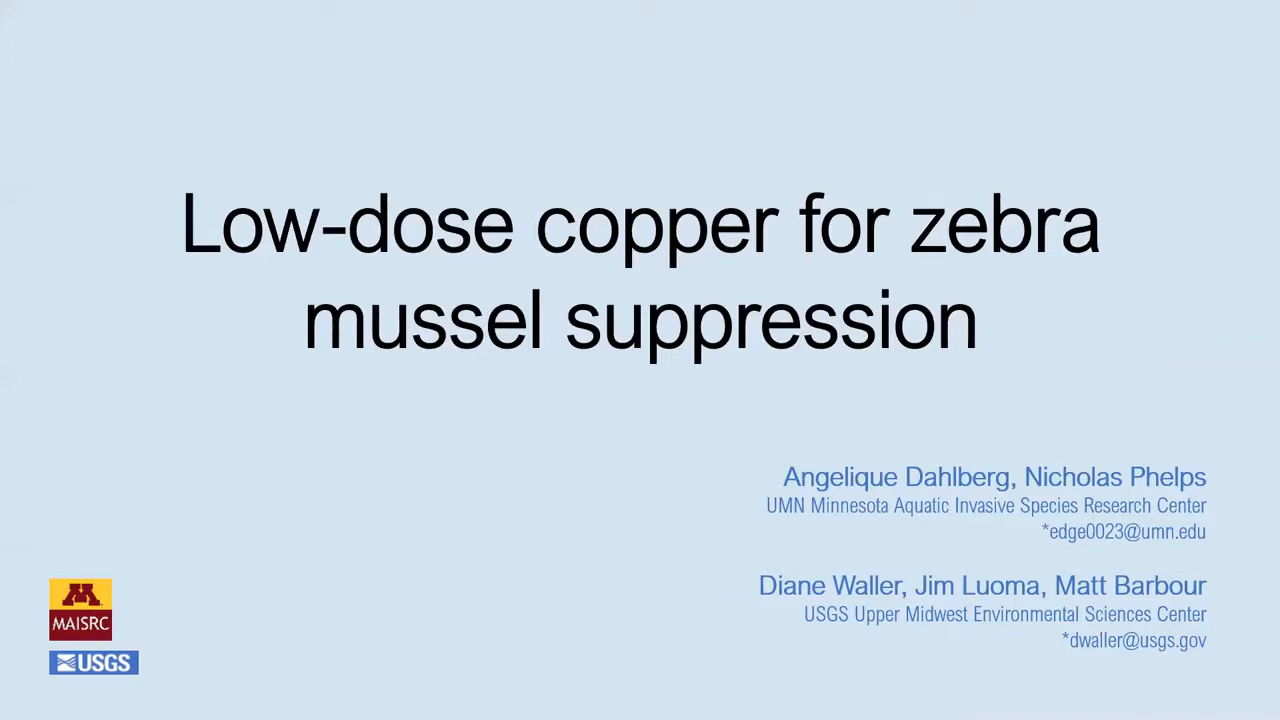 Low-dose copper for zebra
mussel suppression
Angelique Dahlberg, Nicholas Phelps
UMN Minnesota Aquatic Invasive Species Research Center
*edge0023@umn.edu
Diane Waller, Jim Luoma, Matt Barbour
USGS Upper Midwest Environmental Sciences Center
*dwaller@usgs.gov
M
MAISRC
USGS